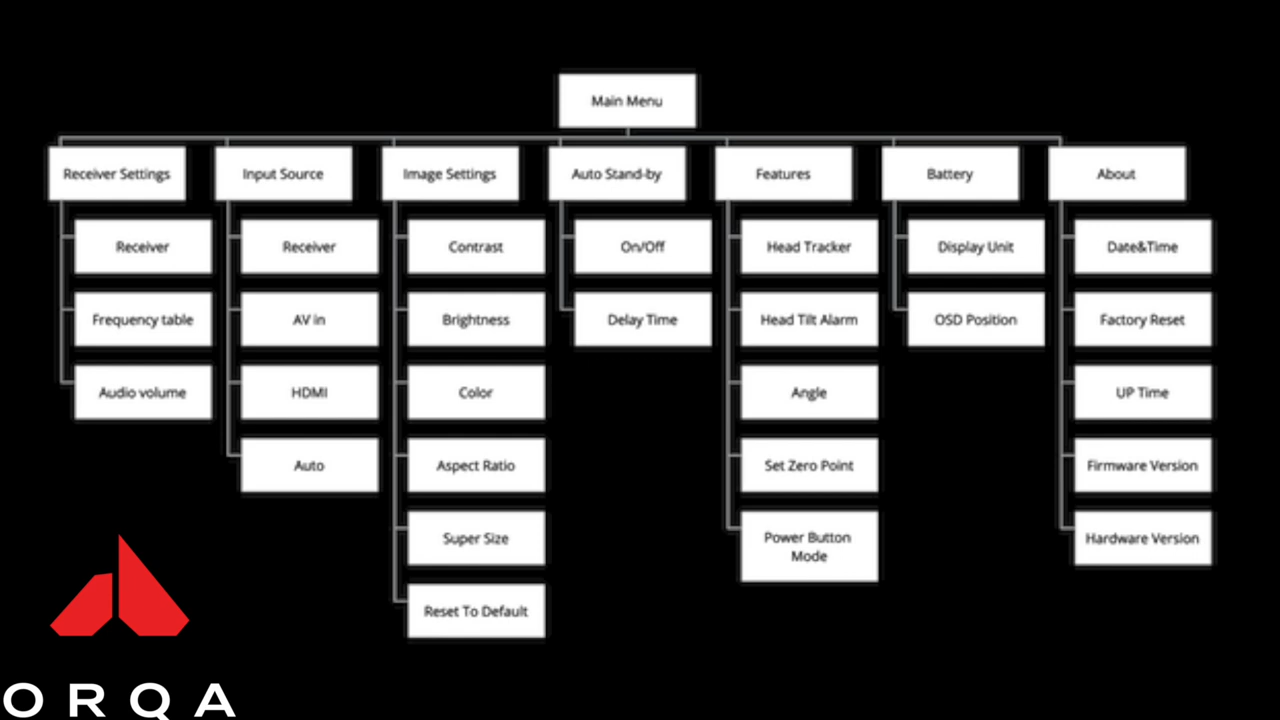 Main Menu
Receiver Settings
Receiver
Frequency table
Audio volume
Input Source
Receiver
AV in
HDMI
Auto
Image Settings
Contrast
Brightness
Color
Aspect Ratio
Super Size
Reset To Default
Auto Stand-by
On/Off
Delay Time
Features
Head Tracker
Head Tilt Alarm
Angle
Set Zero Point
Power Button
Mode
Battery
Display Unit
OSD Position
About
Date&Time
Factory Reset
UP Time
Firmware Version
Hardware Version
ORQA